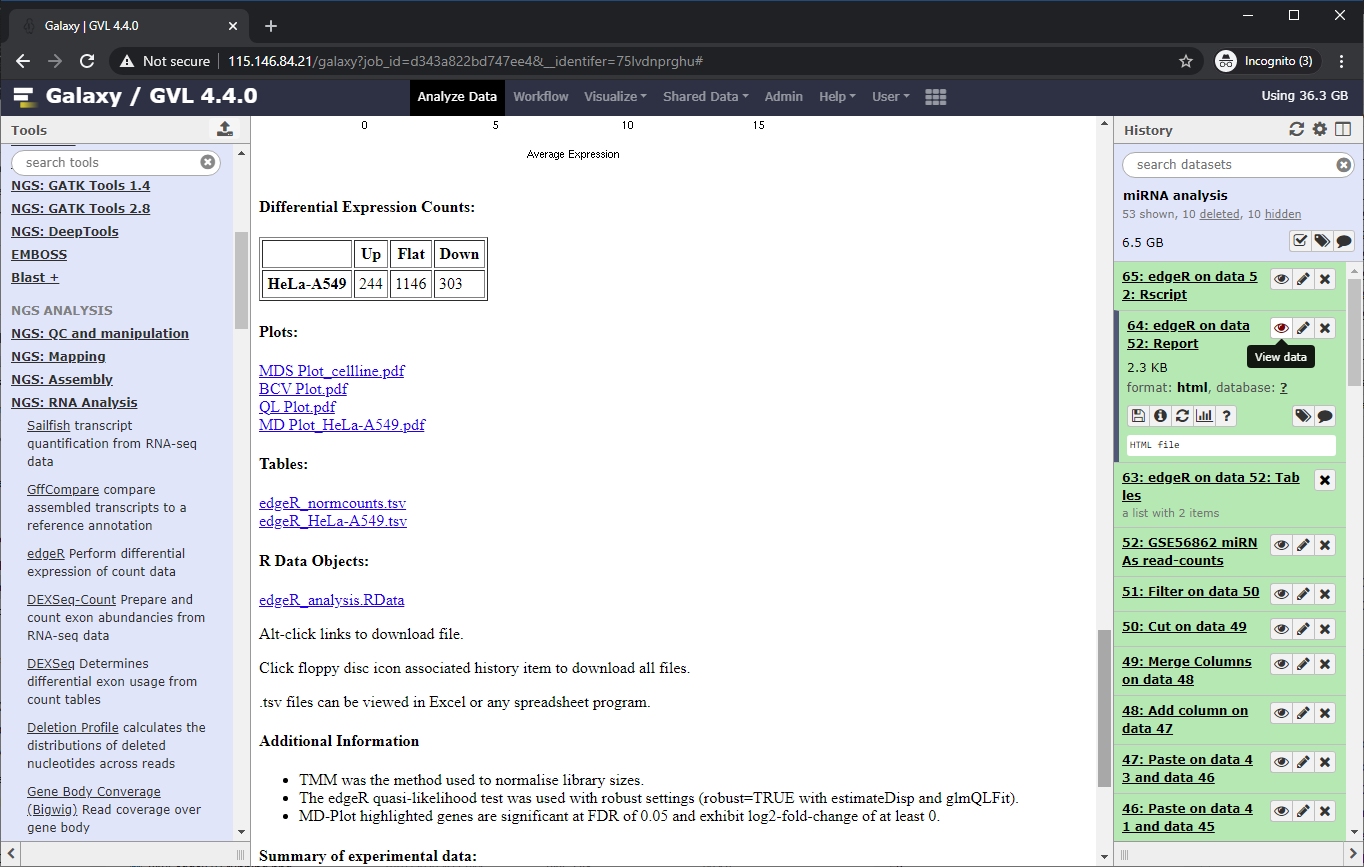 Galaxy | GVL 4.4.0
Not secure 115.146.84.21/galaxy?job_id=d343a822bd747ee4&__identifer=75lvdnprghu#
Incognito (3)
Galaxy / GVL 4.4.0
Analyze Data Workflow Visualize Shared Data Admin Help User
Using 36.3 GB
Tools
search tools
NGS: GATK Tools 1.4
NGS: GATK Tools 2.8
NGS: DeepTools
EMBOSS
Blast +
NGS ANALYSIS
NGS: QC and manipulation
NGS: Mapping
NGS: Assembly
NGS: RNA Analysis
Sailfish transcript
quantification from RNA-seq
data
GffCompare compare
assembled transcripts to a
reference annotation
edgeR Perform differential
expression of count data
DEXSeq-Count Prepare and
count exon abundancies from
RNA-seq data
DEXSeq Determines
differential exon usage from
count tables
Deletion Profile calculates the
distributions of deleted
nucleotides across reads
Gene Body Converage
(Bigwig) Read coverage over
gene body
0 5 10 15
Average Expression
Differential Expression Counts:
Up Flat Down
HeLa-A549 244 1146 303
Plots:
MDS Plot_cellline.pdf
BCV Plot.pdf
QL Plot.pdf
MD Plot_HeLa-A549.pdf
Tables:
edgeR_normcounts.tsv
edgeR_HeLa-A549.tsv
R Data Objects:
edgeR_analysis.RData
Alt-click links to download file.
Click floppy disc icon associated history item to download all files.
.tsv files can be viewed in Excel or any spreadsheet program.
Additional Information
• TMM was the method used to normalise library sizes.
• The edgeR quasi-likelihood test was used with robust settings (robust=TRUE with estimateDisp and glmQLFit).
• MD-Plot highlighted genes are significant at FDR of 0.05 and exhibit log2-fold-change of at least 0.
Summary of experimental data:
History
search datasets
miRNA analysis
53 shown, 10 deleted, 10 hidden
6.5 GB
65: edgeR on data 5
2: Rscript
64: edgeR on data
52: Report
View data
2.3 KB
format: html, database: ?
HTML file
63: edgeR on data 52: Tab
les
a list with 2 items
52: GSE56862 miRN
As read-counts
51: Filter on data 50
50: Cut on data 49
49: Merge Columns
on data 48
48: Add column on
data 47
47: Paste on data 4
3 and data 46
46: Paste on data 4
1 and data 45